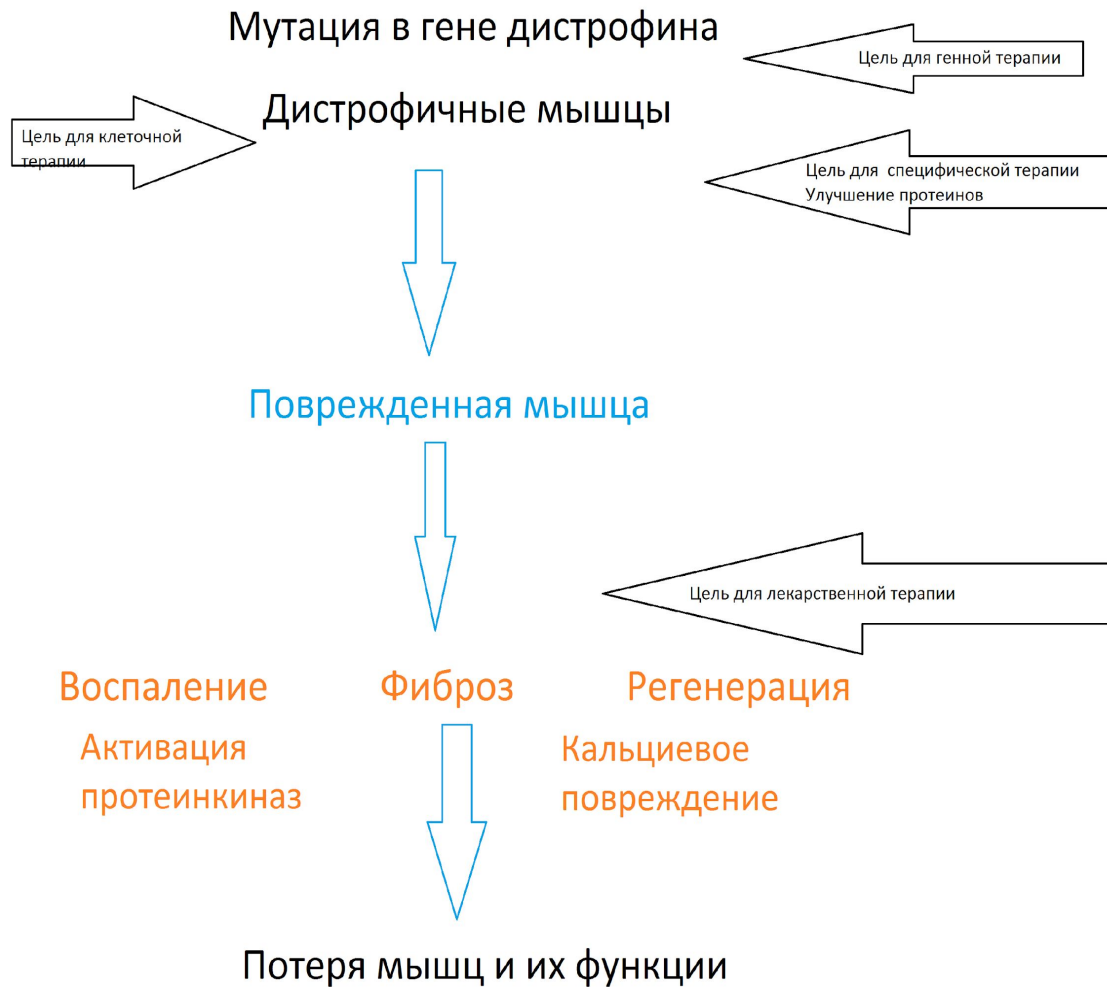 Мутация в гене дистрофина
Цель для генной терапии
Дистрофичные мышцы
Цель для клеточной
терапии
Цель для специфической терапии
Улучшение протеинов
Поврежденная мышца
Цель для лекарственной терапии
Воспаление
Фиброз
Регенерация
Активация
протеинкиназ
Кальциевое
повреждение
Потеря мышц и их функции